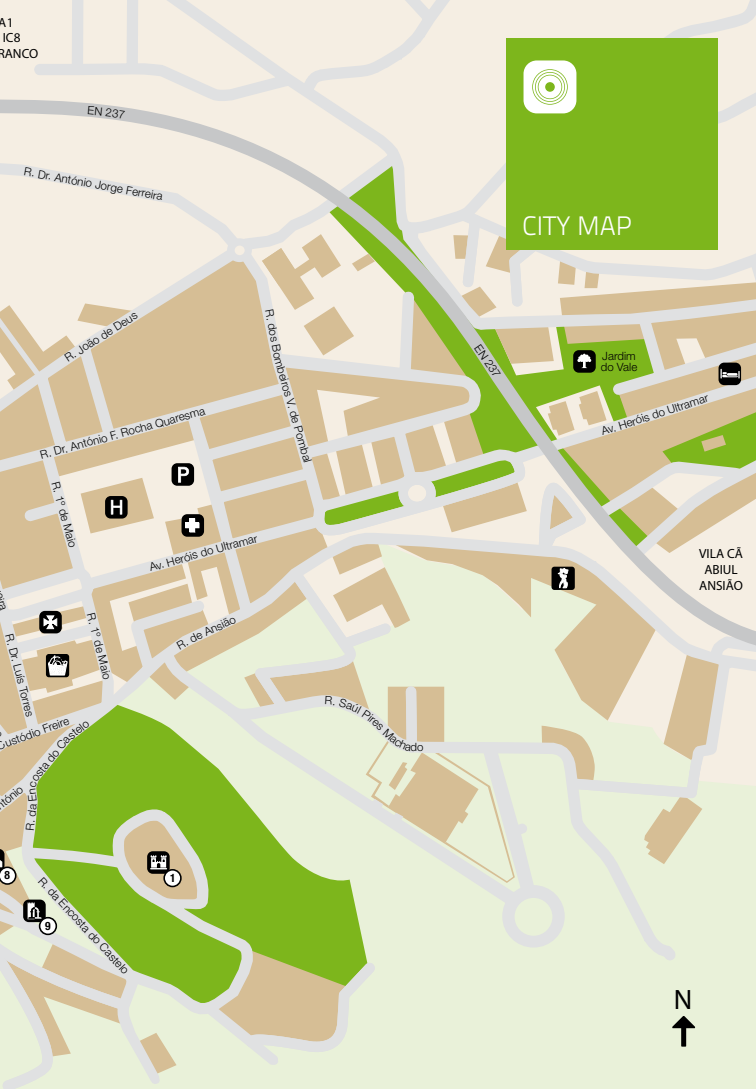 A1
IC8
RANCO
EN 237
R. Dr. António Jorge Ferreira
CITY MAP
R. João de Deus
R. dos Bombeiros V. de Pombal
EN 237
Jardim
do Vale
Av. Heróis do Ultramar
R. Dr. António F. Rocha Quaresma
P
H
R. 1º de Maio
Av. Heróis do Ultramar
VILA CÃ
ABIUL
ANSIÃO
R. 1º de Maio
R. de Ansião
R. Dr. Luís Torres
Custódio Freire
R. da Encosta do Castelo
R. Saúl Pires Machado
tónio
1
8
9
R. da Encosta do Castelo
N